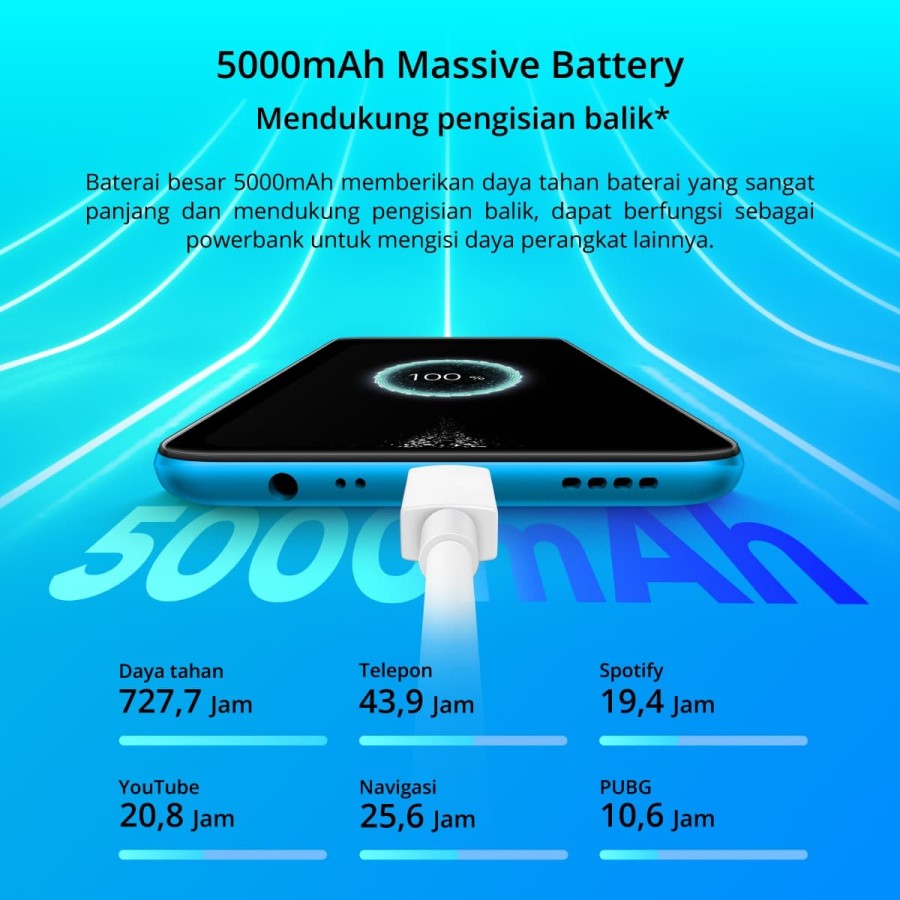 5000mAh Massive Battery
Mendukung pengisian balik*
Baterai besar 5000mAh memberikan daya tahan baterai yang sangat
panjang dan mendukung pengisian balik, dapat berfungsi sebagai
powerbank untuk mengisi daya perangkat lainnya.
100 %
5000mAh
Daya tahan
727,7 Jam
Telepon
43,9 Jam
Spotify
19,4 Jam
YouTube
20,8 Jam
Navigasi
25,6 Jam
PUBG
10,6 Jam